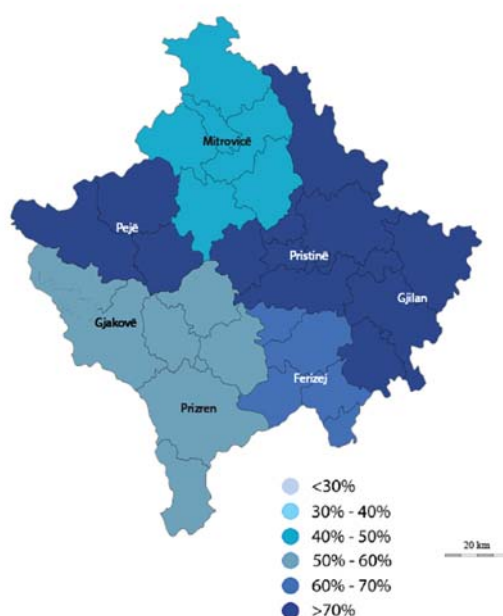 Mitrovicë
Pejë
Pristinë
Gjilan
Gjakovë
Ferizej
Prizren
<30%
30% - 40%
40% - 50%
50% - 60%
60% - 70%
>70%
20 km